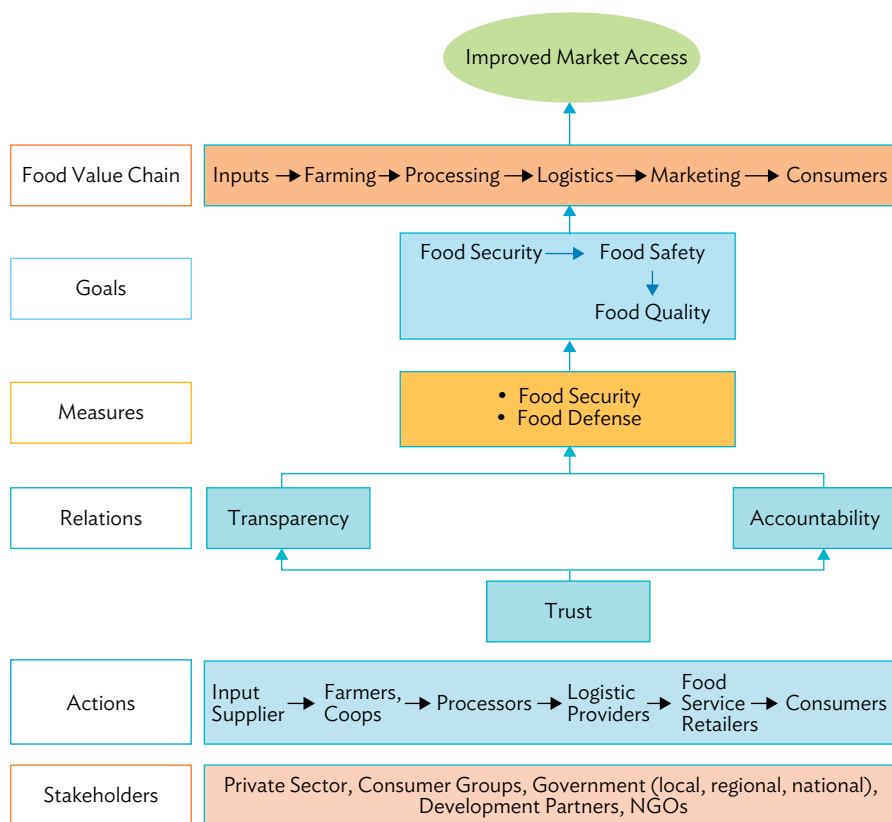 Improved Market Access
Food Value Chain
Inputs → Farming → Processing → Logistics → Marketing → Consumers
Goals
Food Security → Food Safety
↓
Food Quality
Measures
• Food Security
• Food Defense
Relations
Transparency
Accountability
Trust
Actions
Input
Supplier
Farmers,
Coops
Processors
Logistic
Providers
Food
Service
Retailers
Consumers
Stakeholders
Private Sector, Consumer Groups, Government (local, regional, national),
Development Partners, NGOs